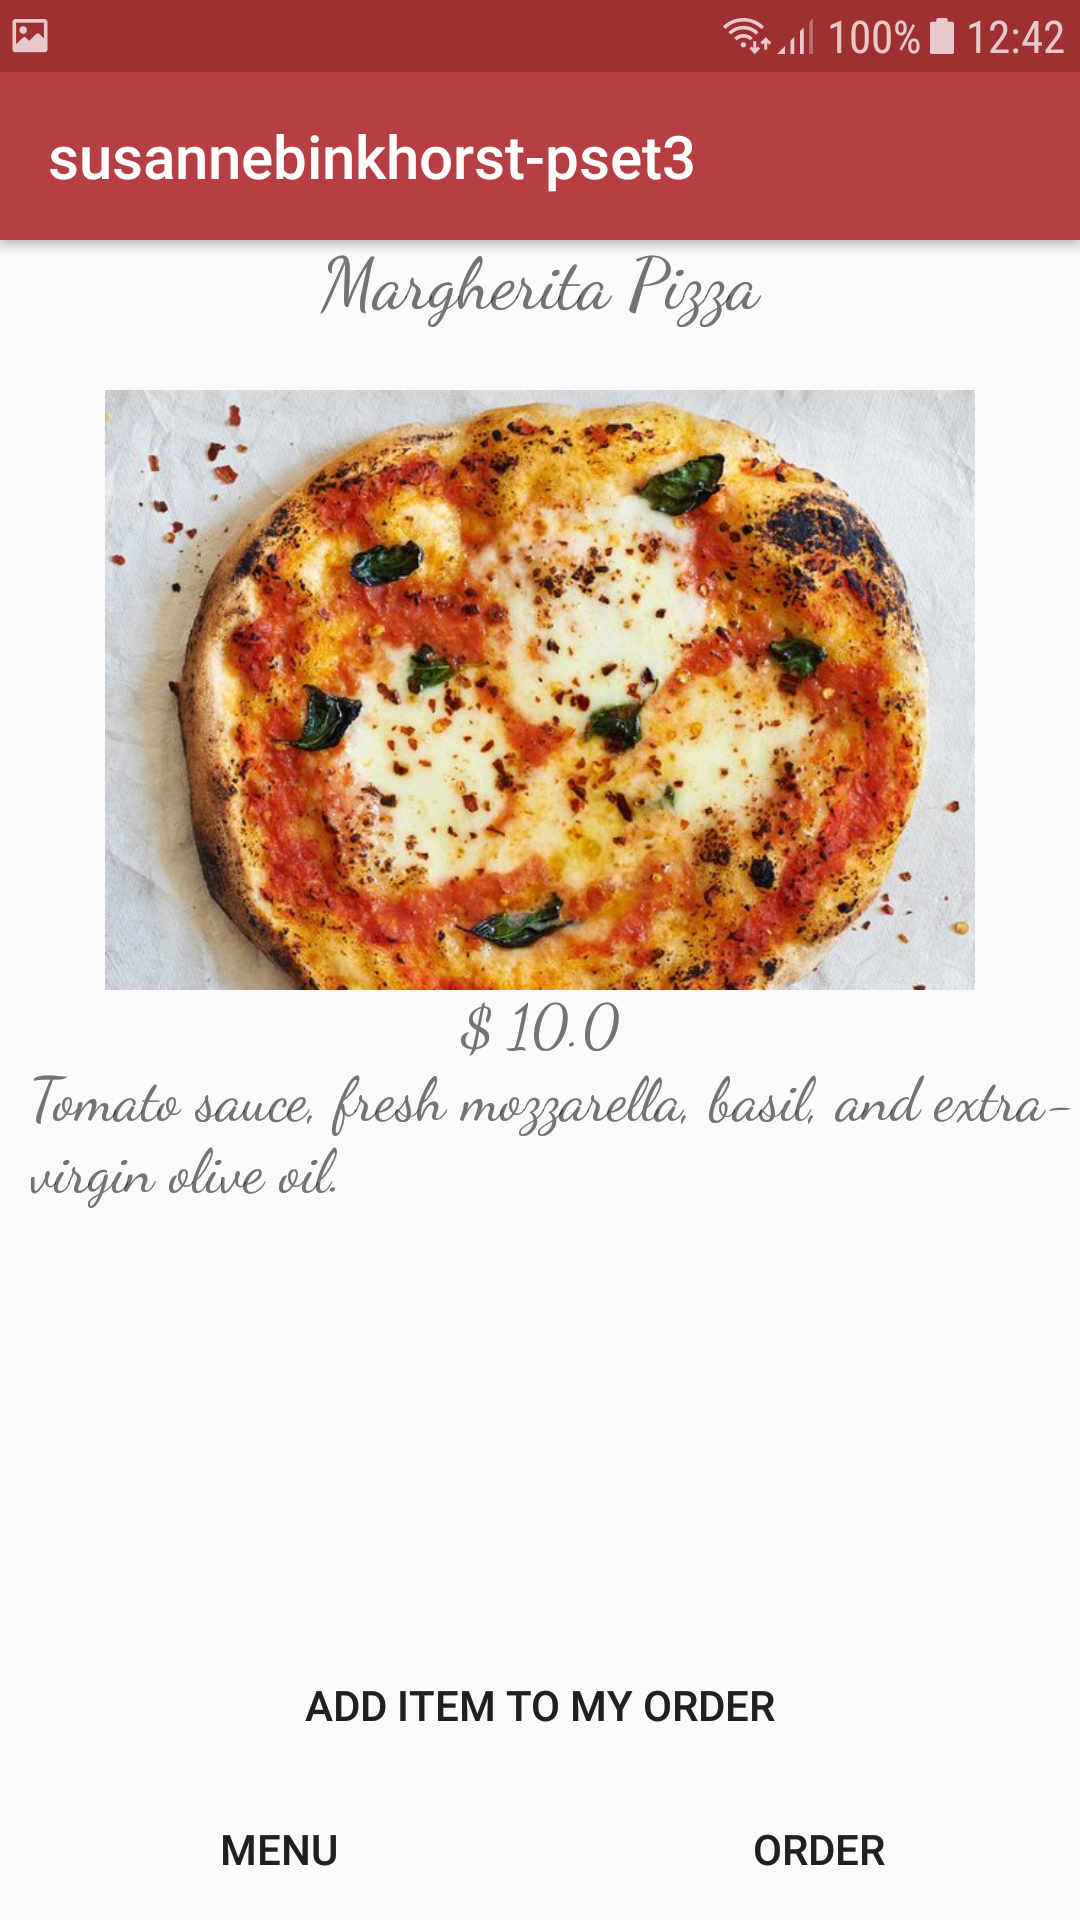 100% 12:42
susannebinkhorst-pset3
Margherita Pizza
$ 10.0
Tomato sauce, fresh mozzarella, basil, and extra-
virgin olive oil.
ADD ITEM TO MY ORDER
MENU ORDER